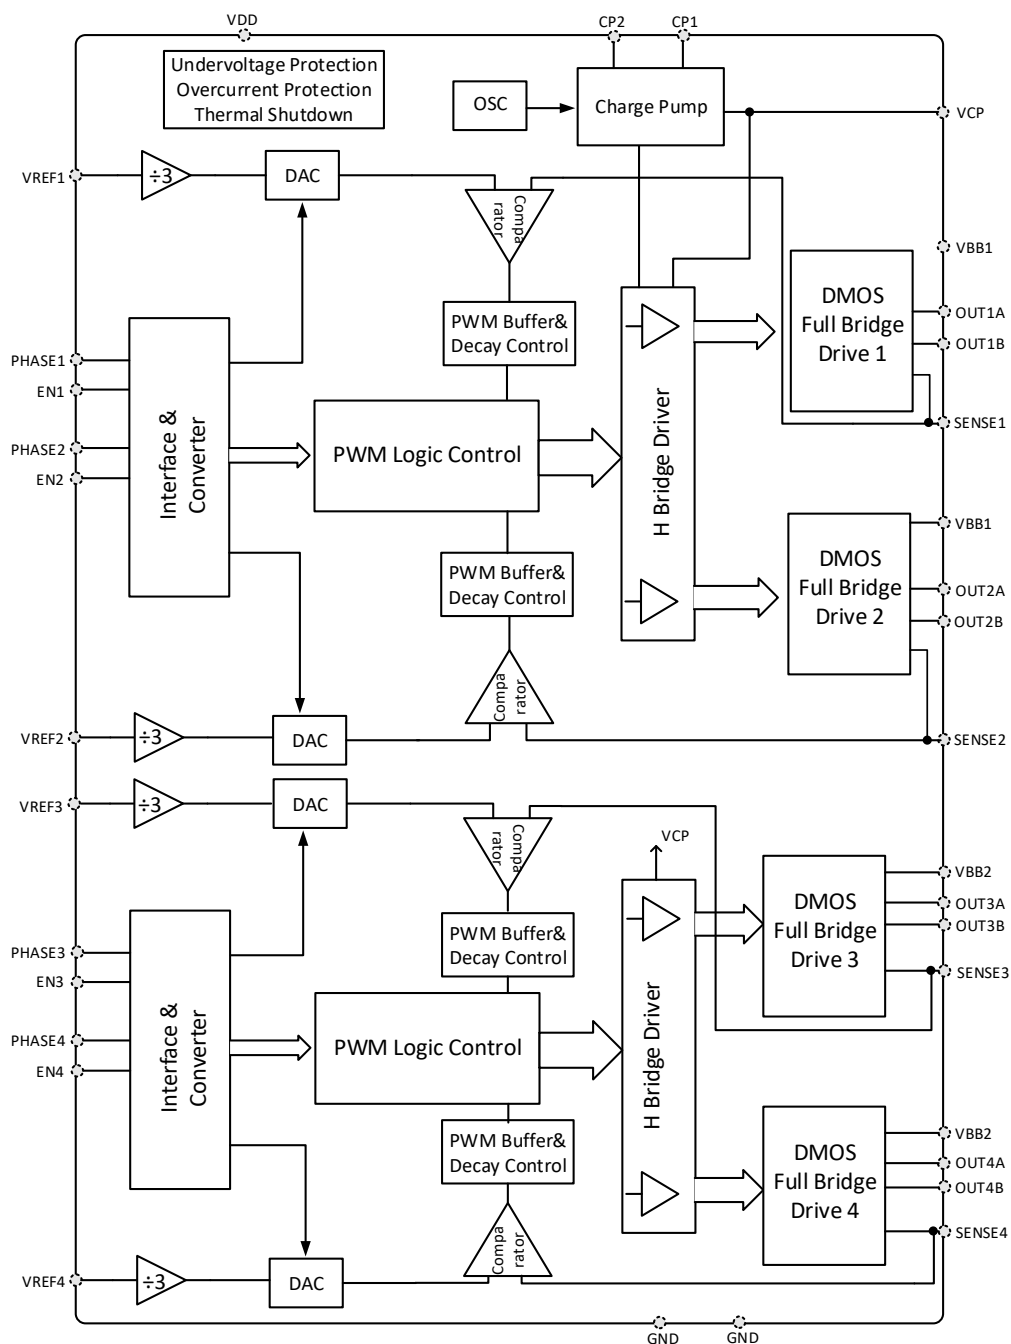 VDD
CP2
CP1
Undervoltage Protection
Overcurrent Protection
Thermal Shutdown
OSC
Charge Pump
VCP
VREF1
÷3
DAC
Compa
rator
VBB1
DMOS
Full Bridge
Drive 1
OUT1A
OUT1B
SENSE1
PWM Buffer&
Decay Control
PHASE1
EN1
PHASE2
EN2
Interface &
Converter
PWM Logic Control
H Bridge Driver
VBB1
DMOS
Full Bridge
Drive 2
OUT2A
OUT2B
PWM Buffer&
Decay Control
Compa
rator
VREF2
÷3
DAC
SENSE2
VREF3
÷3
DAC
Compa
rator
VCP
VBB2
DMOS
Full Bridge
Drive 3
OUT3A
OUT3B
SENSE3
PWM Buffer&
Decay Control
PHASE3
EN3
PHASE4
EN4
Interface &
Converter
PWM Logic Control
H Bridge Driver
VBB2
DMOS
Full Bridge
Drive 4
OUT4A
OUT4B
SENSE4
PWM Buffer&
Decay Control
Compa
rator
VREF4
÷3
DAC
GND
GND